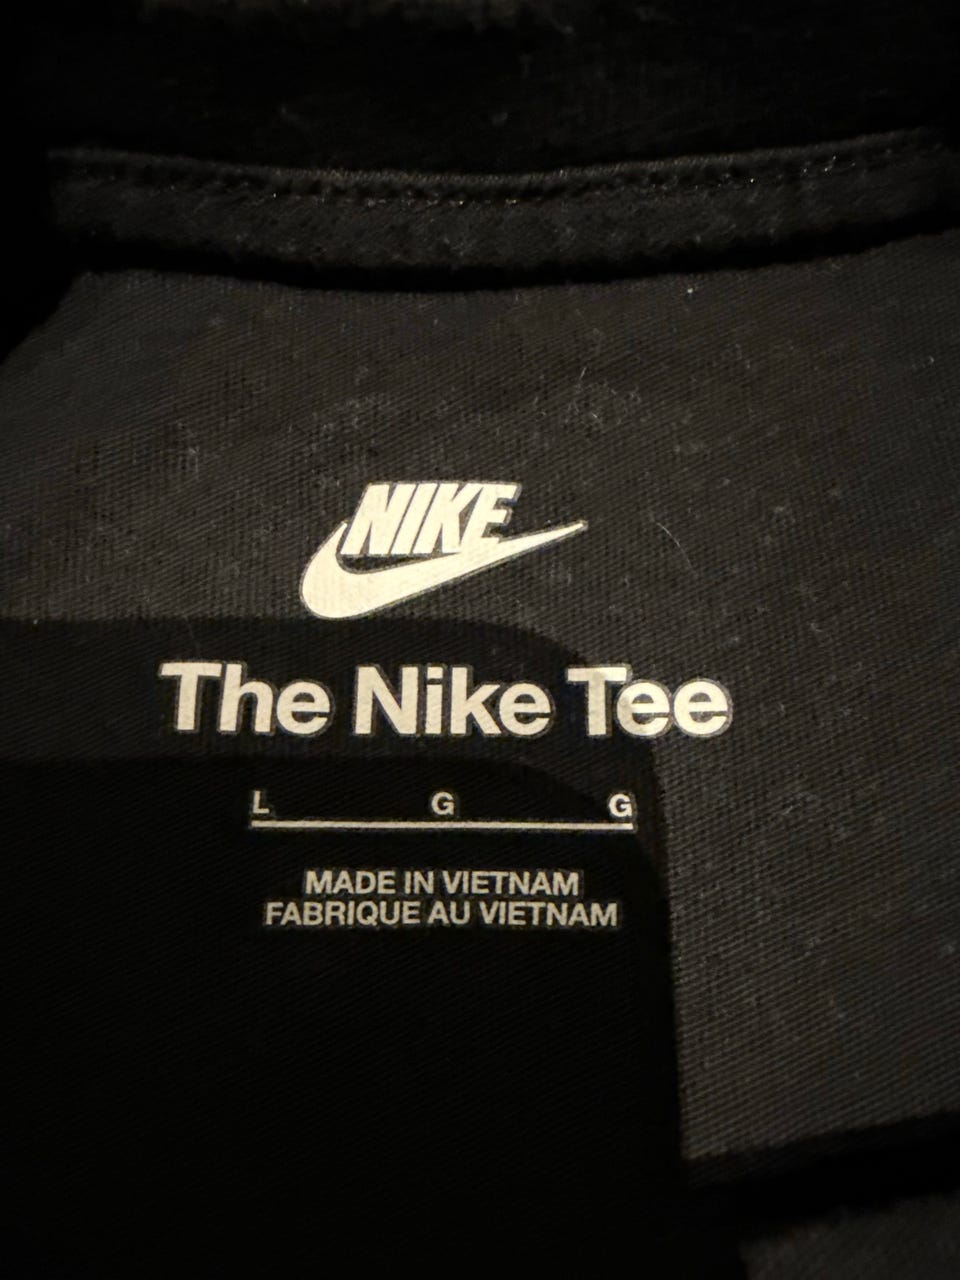 NIKE
The Nike Tee
L G G
MADE IN VIETNAM
FABRIQUE AU VIETNAM